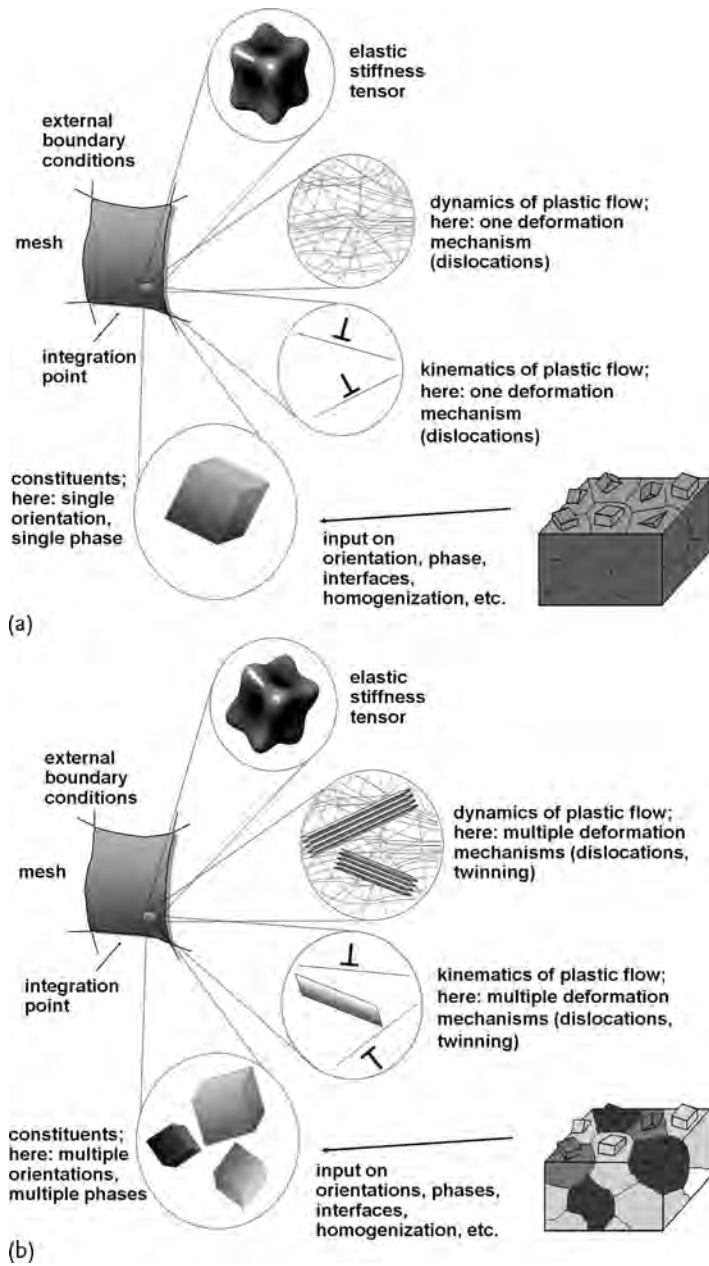 elastic
stiffness
tensor
external
boundary
conditions
dynamics of plastic flow;
here: one deformation
mechanism
(dislocations)
mesh
integration
point
kinematics of plastic flow;
here: one deformation
mechanism
(dislocations)
constituents;
here: single
orientation,
single phase
input on
orientation, phase,
interfaces,
homogenization, etc.
(a)
elastic
stiffness
tensor
external
boundary
conditions
dynamics of plastic flow;
here: multiple deformation
mechanisms (dislocations,
twinning)
mesh
integration
point
kinematics of plastic flow;
here: multiple deformation
mechanisms (dislocations,
twinning)
constituents;
here: multiple
orientations,
multiple phases
input on
orientations, phases,
interfaces,
homogenization, etc.
(b)